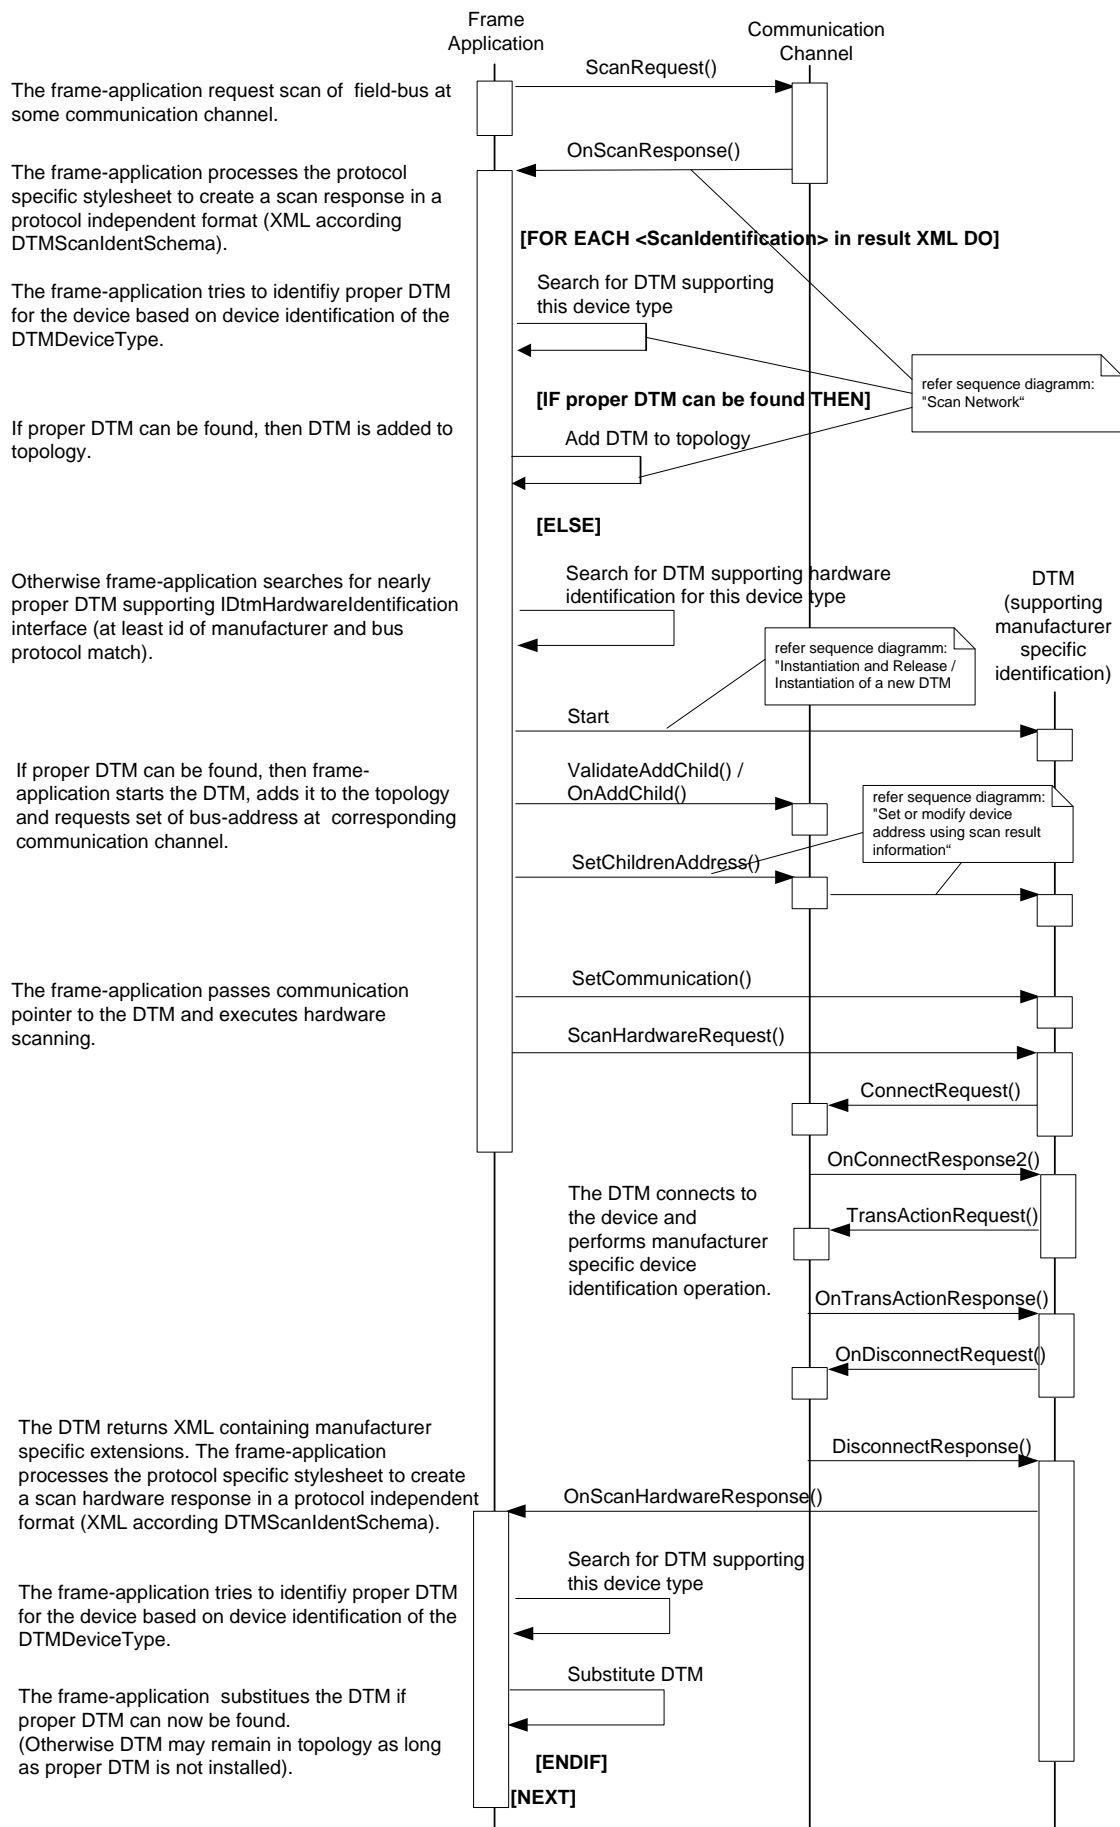 Frame
Application
Communication
Channel
ScanRequest()
The frame-application request scan of field-bus at
some communication channel.
OnScanResponse()
The frame-application processes the protocol
specific stylesheet to create a scan response in a
protocol independent format (XML according
DTMScanIdentSchema).
[FOR EACH <ScanIdentification> in result XML DO]
Search for DTM supporting
this device type
The frame-application tries to identifiy proper DTM
for the device based on device identification of the
DTMDeviceType.
refer sequence diagramm:
"Scan Network“
[IF proper DTM can be found THEN]
If proper DTM can be found, then DTM is added to
topology.
Add DTM to topology
[ELSE]
Search for DTM supporting hardware
identification for this device type
Otherwise frame-application searches for nearly
proper DTM supporting IDtmHardwareIdentification
interface (at least id of manufacturer and bus
protocol match).
DTM
(supporting
manufacturer
specific
identification)
refer sequence diagramm:
"Instantiation and Release /
Instantiation of a new DTM
Start
If proper DTM can be found, then frame-
application starts the DTM, adds it to the topology
and requests set of bus-address at corresponding
communication channel.
ValidateAddChild() /
OnAddChild()
refer sequence diagramm:
"Set or modify device
address using scan result
information“
SetChildrenAddress()
SetCommunication()
The frame-application passes communication
pointer to the DTM and executes hardware
scanning.
ScanHardwareRequest()
ConnectRequest()
OnConnectResponse2()
The DTM connects to
the device and
performs manufacturer
specific device
identification operation.
TransActionRequest()
OnTransActionResponse()
OnDisconnectRequest()
The DTM returns XML containing manufacturer
specific extensions. The frame-application
processes the protocol specific stylesheet to create
a scan hardware response in a protocol independent
format (XML according DTMScanIdentSchema).
DisconnectResponse()
OnScanHardwareResponse()
Search for DTM supporting
this device type
The frame-application tries to identifiy proper DTM
for the device based on device identification of the
DTMDeviceType.
Substitute DTM
The frame-application substitues the DTM if
proper DTM can now be found.
(Otherwise DTM may remain in topology as long
as proper DTM is not installed).
[ENDIF]
[NEXT]